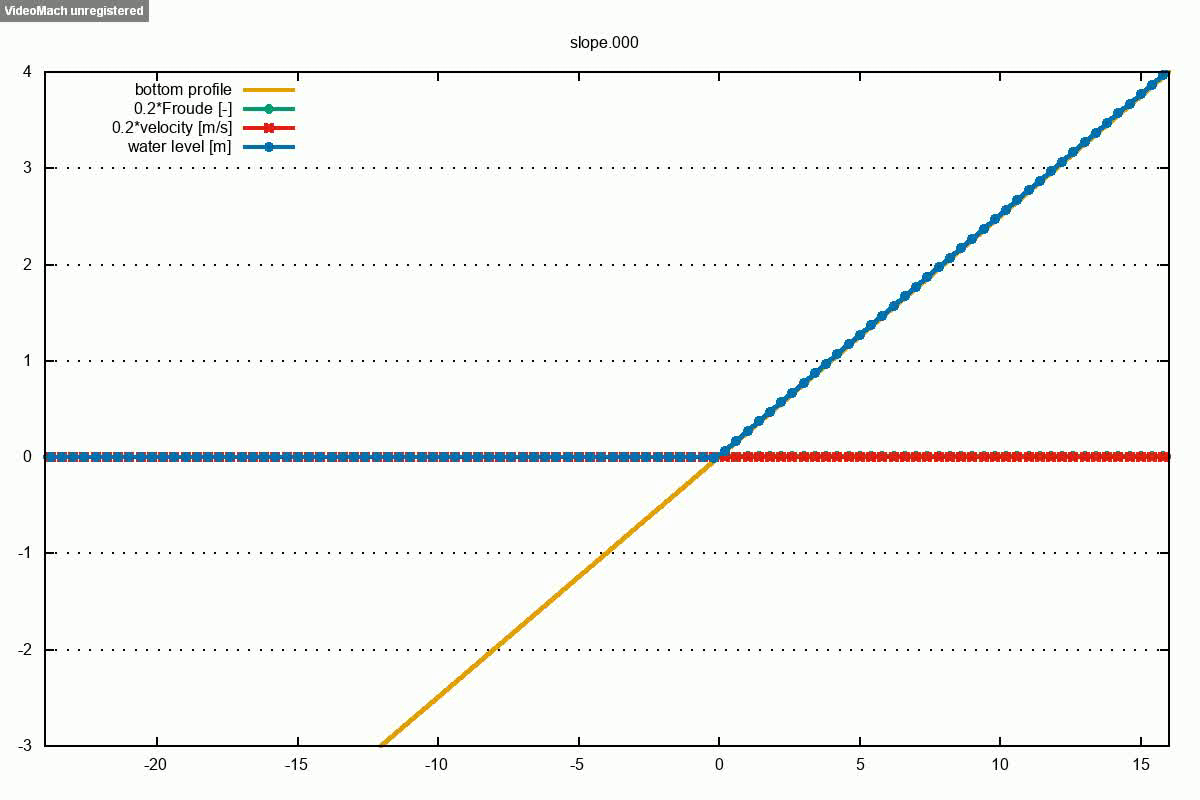 VideoMach unregistered
slope.000
bottom profile
0.2*Froude [-]
0.2*velocity [m/s]
water level [m]
4
3
2
1
0
-1
-2
-3
-20 -15 -10 -5 0 5 10 15